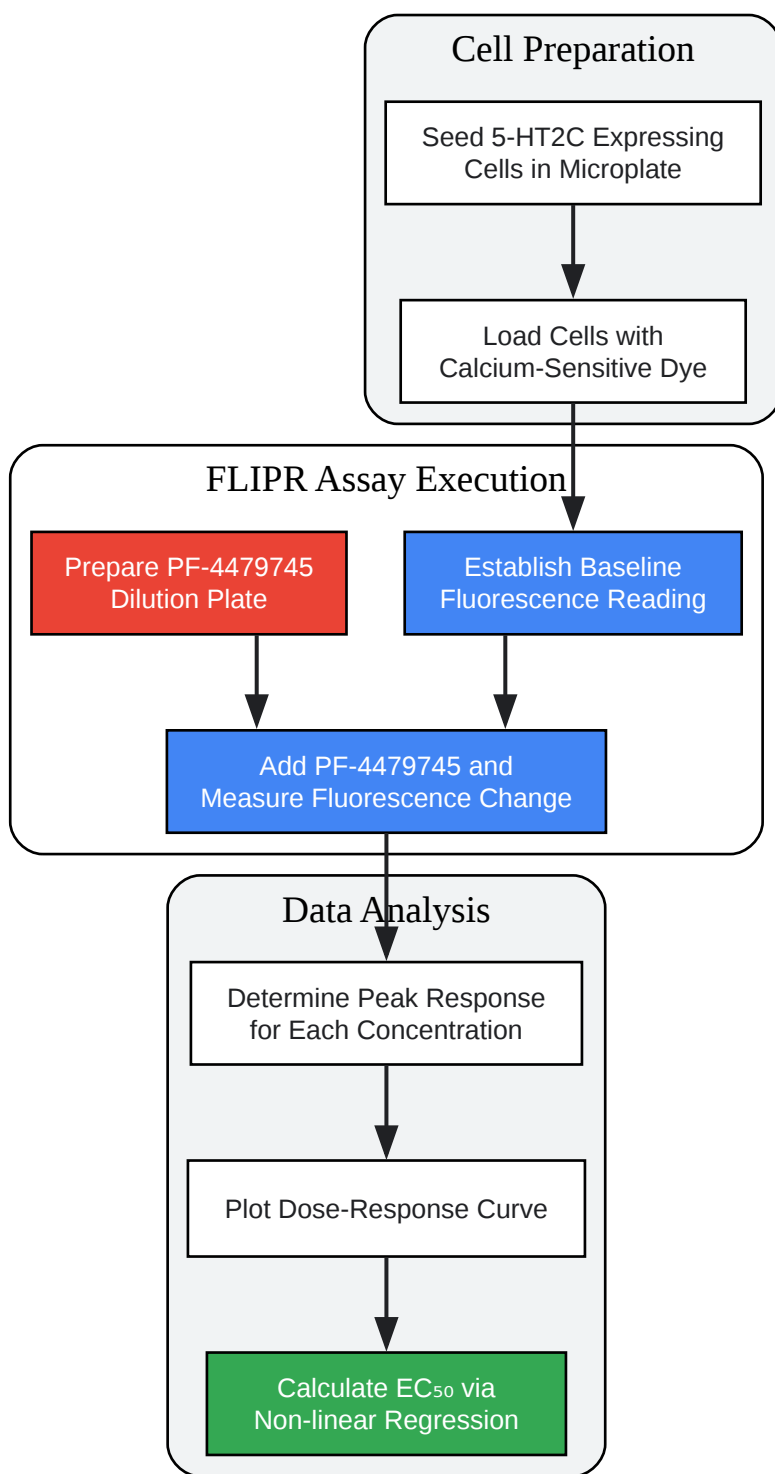 Cell Preparation
Seed 5-HT2C Expressing
Cells in Microplate
Load Cells with
Calcium-Sensitive Dye
FLIPR Assay Execution
Prepare PF-4479745
Dilution Plate
Establish Baseline
Fluorescence Reading
Add PF-4479745 and
Measure Fluorescence Change
Data Analysis
Determine Peak Response
for Each Concentration
Plot Dose-Response Curve
Calculate EC₅₀ via
Non-linear Regression